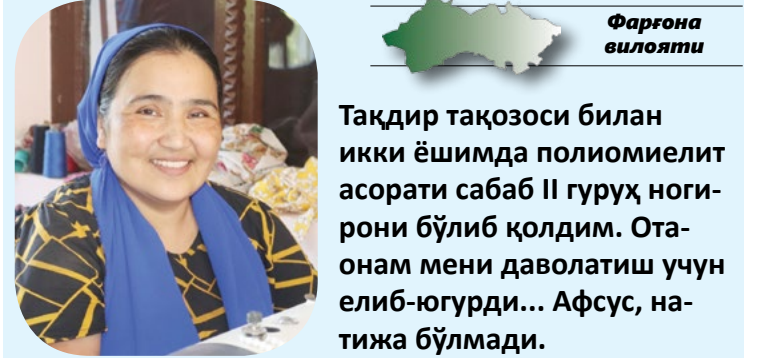 Фарғона
вилояти
Тақдир тақозоси билан
икки ёшимда полиомиелит
асорати сабаб II гуруҳ ноги-
рони бўлиб қолдим. Ота-
онам мени даволатиш учун
елиб-югурди... Афсус, на-
тижа бўлмади.